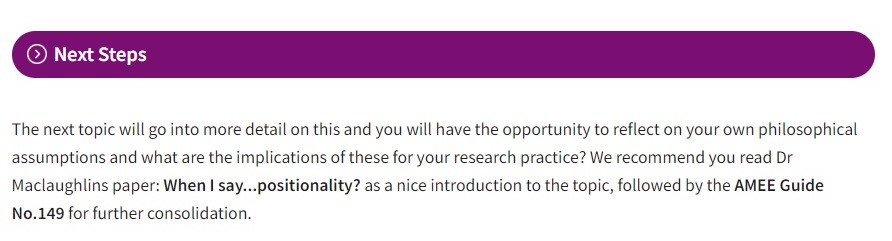 Next Steps
The next topic will go into more detail on this and you will have the opportunity to reflect on your own philosophical
assumptions and what are the implications of these for your research practice? We recommend you read Dr
Maclaughlins paper: When I say...positionality? as a nice introduction to the topic, followed by the AMEE Guide
No.149 for further consolidation.